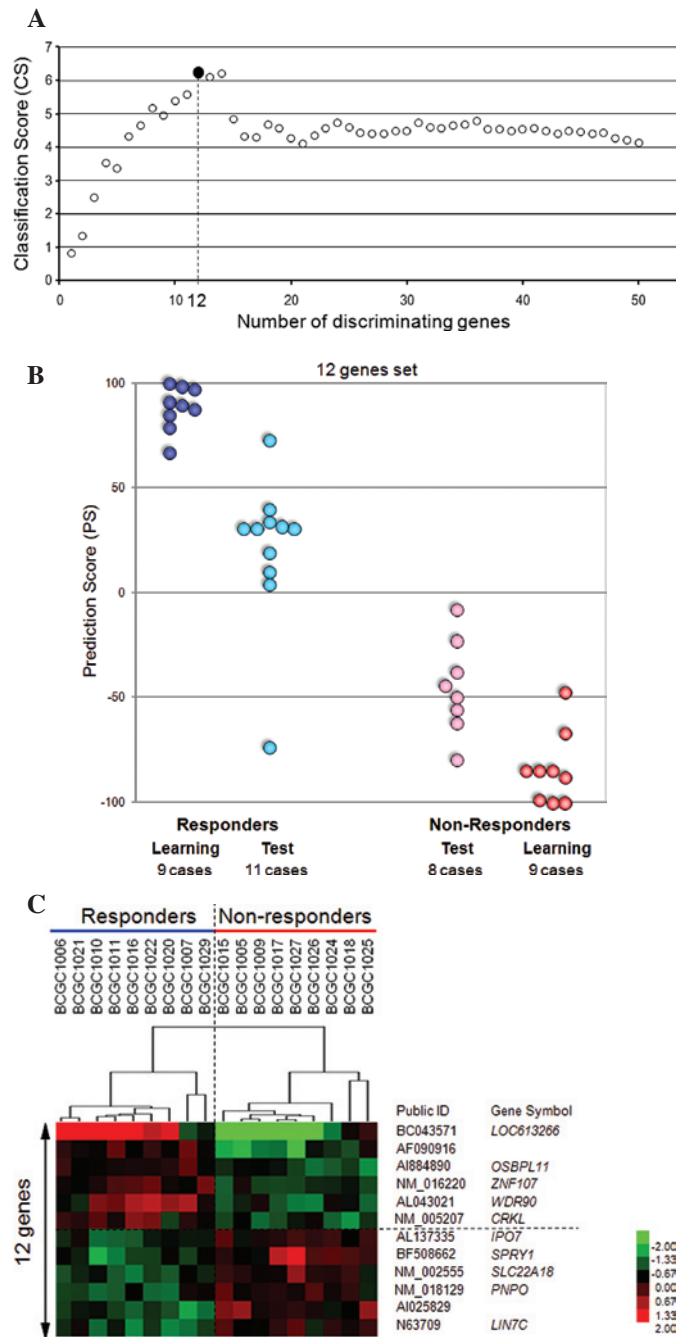 A
7
6
5
4
3
2
1
0
Classification Score (CS)
0 10 12 20 30 40 50
Number of discriminating genes
B
12 genes set
100
50
0
-50
-100
Prediction Score (PS)
Responders Non-Responders
Learning Test Test Learning
9 cases 11 cases 8 cases 9 cases
C
Responders Non-responders
BCGC1006
BCGC1021
BCGC1010
BCGC1011
BCGC1016
BCGC1022
BCGC1020
BCGC1007
BCGC1029
BCGC1015
BCGC1005
BCGC1009
BCGC1017
BCGC1027
BCGC1026
BCGC1024
BCGC1018
BCGC1025
12 genes
Public ID Gene Symbol
BC043571 LOC613266
AF090916
AI884890 OSBPL11
NM_016220 ZNF107
AL043021 WDR90
NM_005207 CRKL
AL137335 IPO7
BF508662 SPRY1
NM_002555 SLC22A18
NM_018129 PNPO
AI025829
N63709 LIN7C
-2.00
-1.33
-0.67
0.00
0.67
1.33
2.00